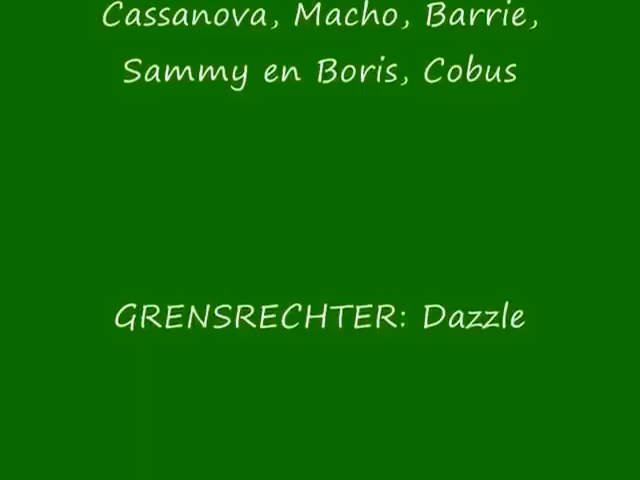 Cassanova, Macho, Barrie,
Sammy en Boris, Cobus
GRENSRECHTER: Dazzle